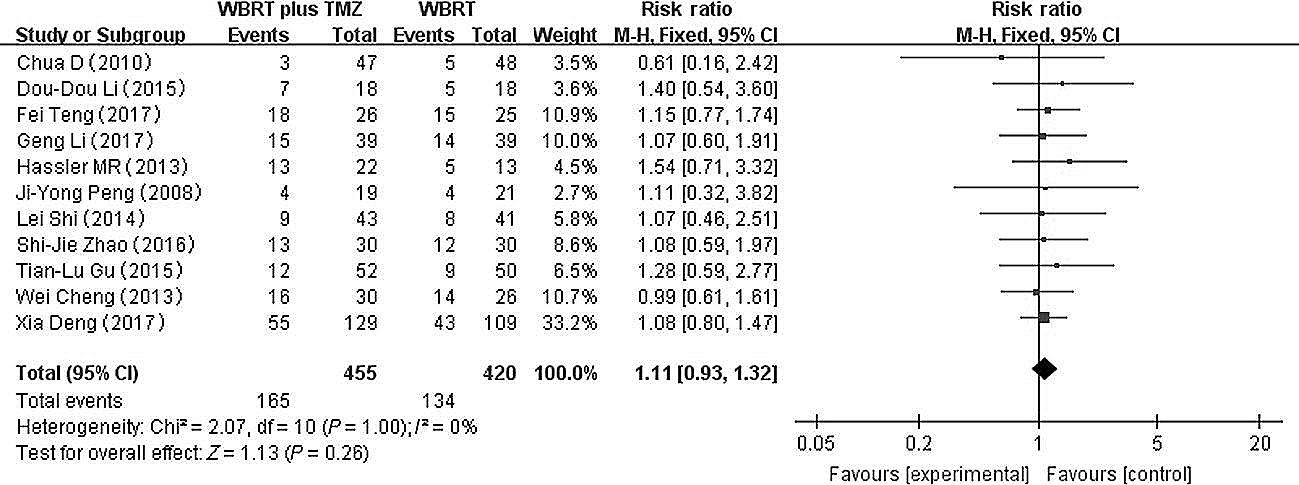 WBRT plus TMZ WBRT Risk ratio Risk ratio
Study or Subgroup Events Total Events Total Weight M-H, Fixed, 95% CI M-H, Fixed, 95% CI
Chua D (2010) 3 47 5 48 3.5% 0.61 [0.16, 2.42]
Dou-Dou Li (2015) 7 18 5 18 3.6% 1.40 [0.54, 3.60]
Fei Teng (2017) 18 26 15 25 10.9% 1.15 [0.77, 1.74]
Geng Li (2017) 15 39 14 39 10.0% 1.07 [0.60, 1.91]
Hassler MR (2013) 13 22 5 13 4.5% 1.54 [0.71, 3.32]
Ji-Yong Peng (2008) 4 19 4 21 2.7% 1.11 [0.32, 3.82]
Lei Shi (2014) 9 43 8 41 5.8% 1.07 [0.46, 2.51]
Shi-Jie Zhao (2016) 13 30 12 30 8.6% 1.08 [0.59, 1.97]
Tian-Lu Gu (2015) 12 52 9 50 6.5% 1.28 [0.59, 2.77]
Wei Cheng (2013) 16 30 14 26 10.7% 0.99 [0.61, 1.61]
Xia Deng (2017) 55 129 43 109 33.2% 1.08 [0.80, 1.47]
Total (95% CI) 455 420 100.0% 1.11 [0.93, 1.32]
Total events 165 134
Heterogeneity: Chi² = 2.07, df = 10 (P = 1.00); I² = 0%
Test for overall effect: Z = 1.13 (P = 0.26)
0.05 0.2 1 5 20
Favours [experimental] Favours [control]